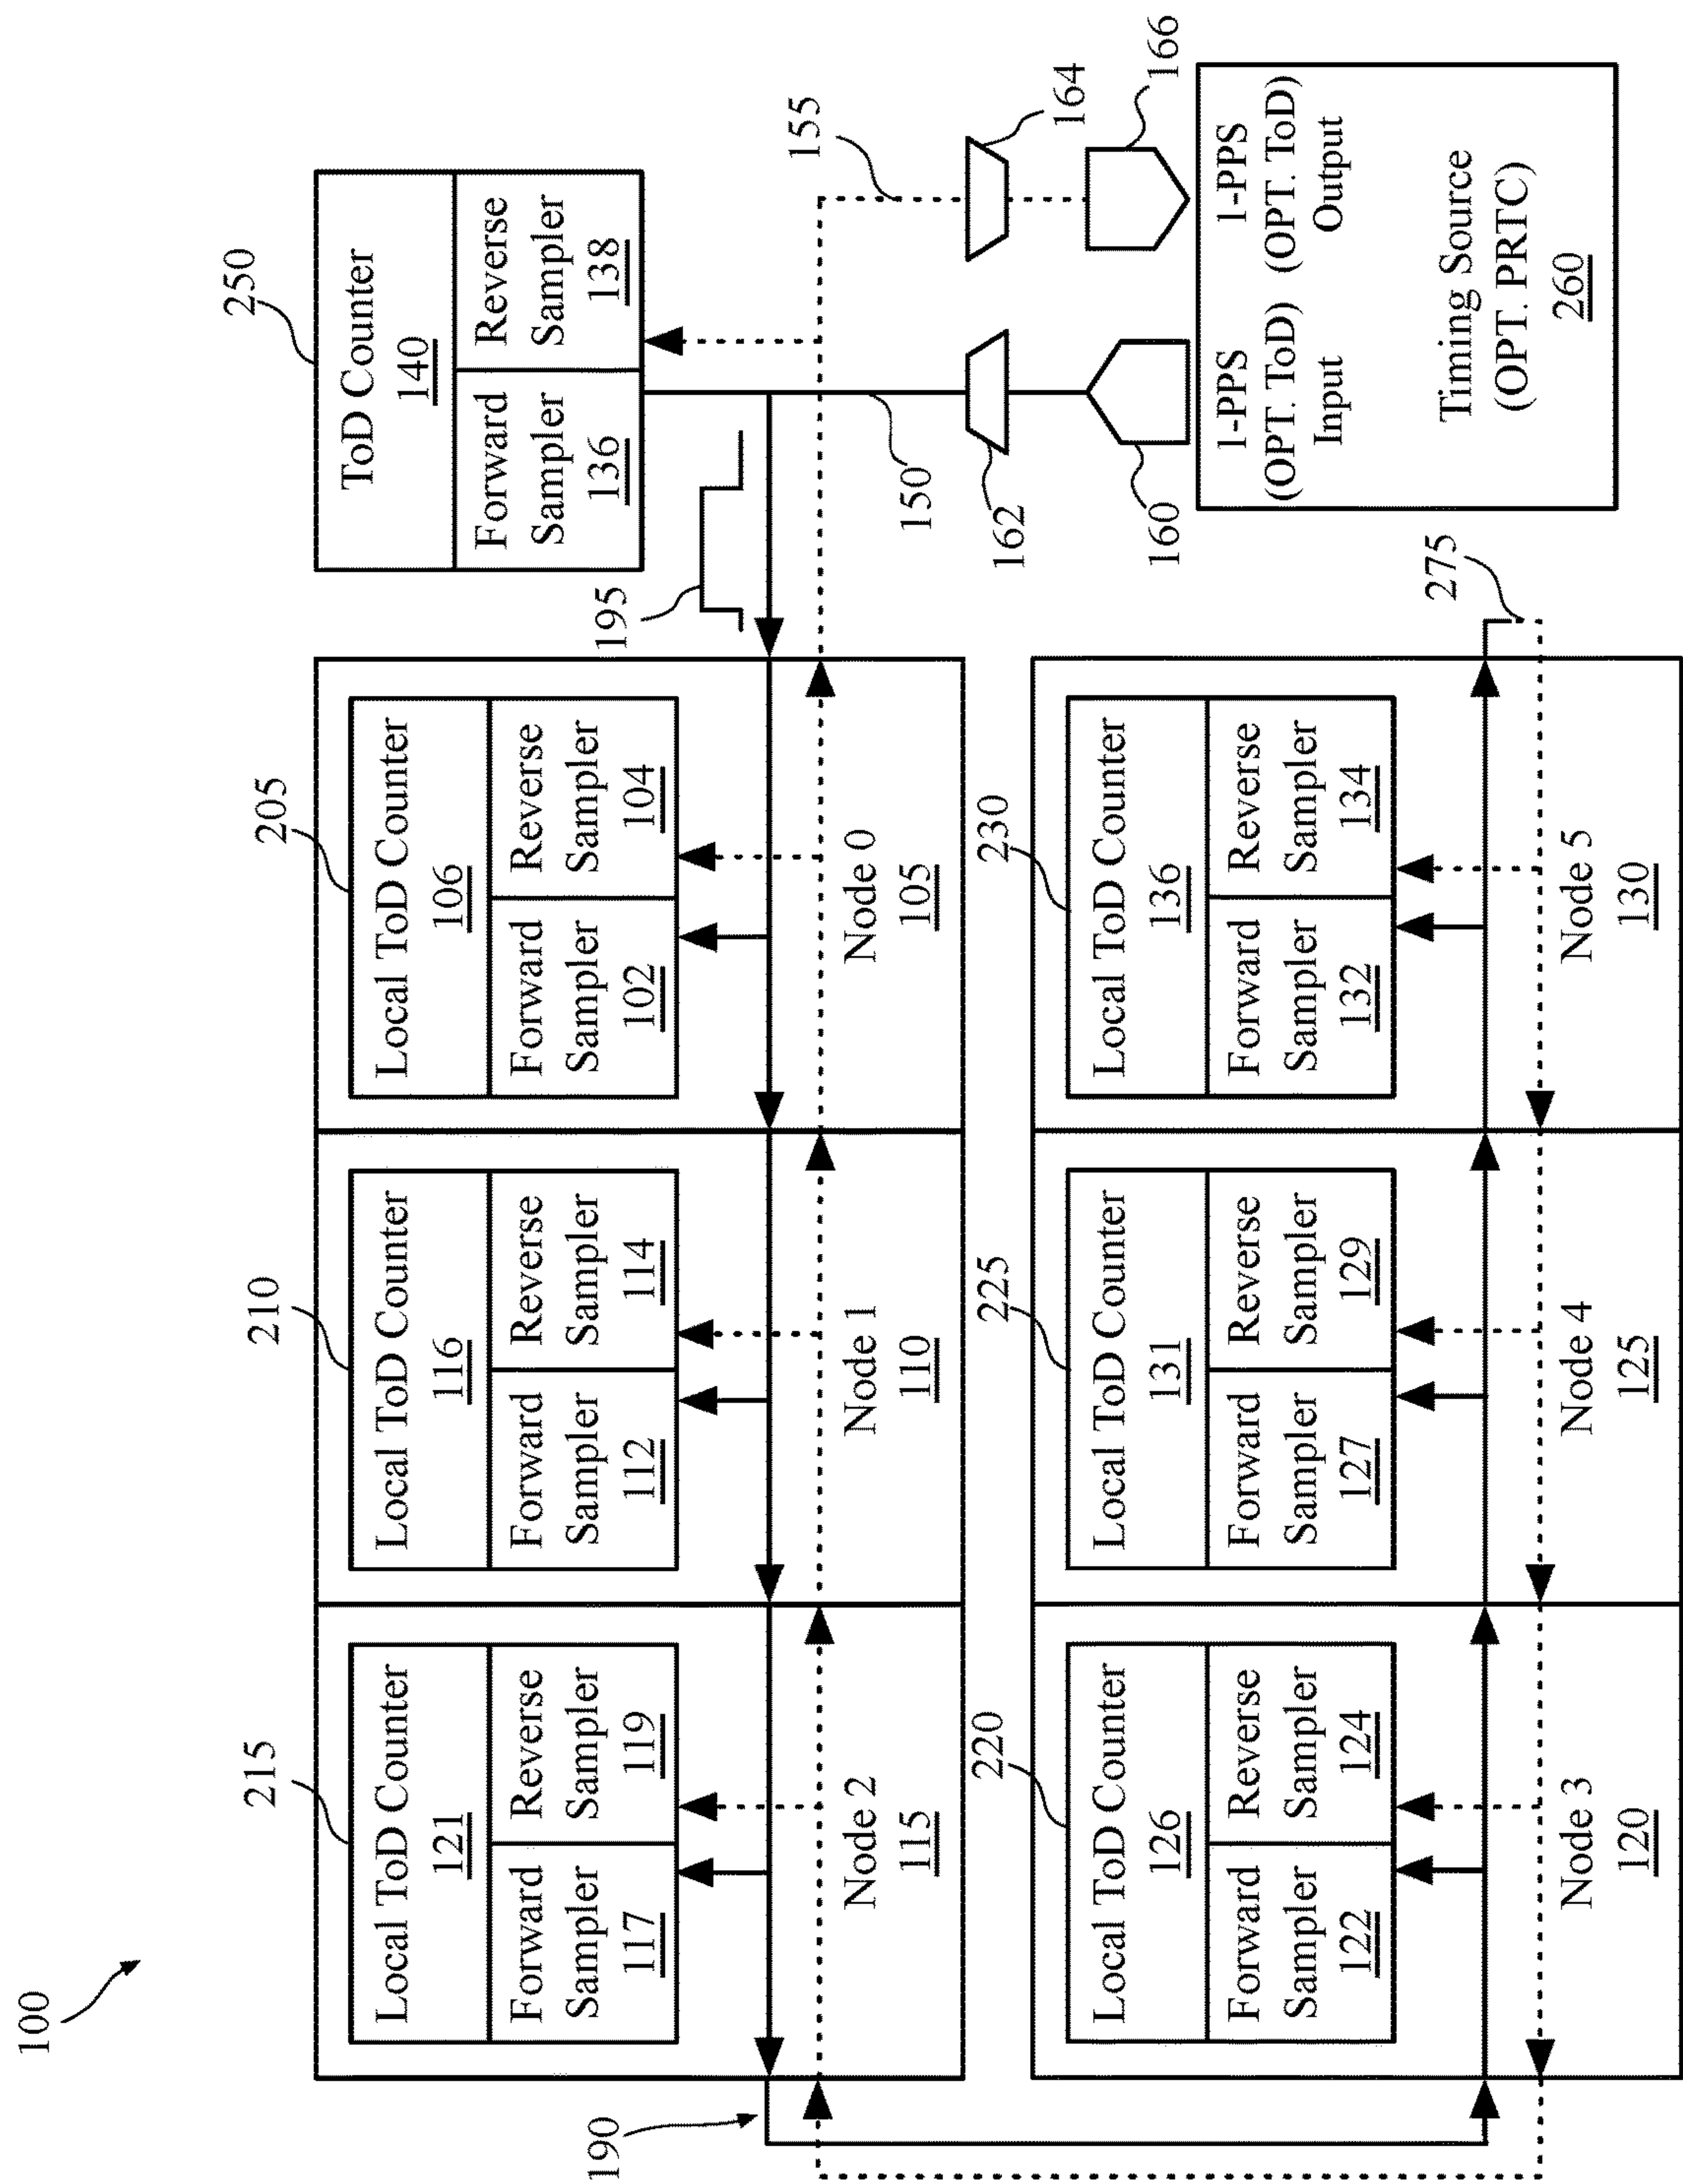 100
215
210
205
250
Local ToD Counter
121
Forward
Sampler
117
Reverse
Sampler
119
Node 2
115
Local ToD Counter
116
Forward
Sampler
112
Reverse
Sampler
114
Node 1
110
Local ToD Counter
106
Forward
Sampler
102
Reverse
Sampler
104
Node 0
105
195
ToD Counter
140
Forward
Sampler
136
Reverse
Sampler
138
155
150
162
164
160
166
1-PPS
(OPT. ToD)
Input
1-PPS
(OPT. ToD)
Output
Timing Source
(OPT. PRTC)
260
190
220
225
230
Local ToD Counter
126
Forward
Sampler
122
Reverse
Sampler
124
Node 3
120
Local ToD Counter
131
Forward
Sampler
127
Reverse
Sampler
129
Node 4
125
Local ToD Counter
136
Forward
Sampler
132
Reverse
Sampler
134
Node 5
130
275